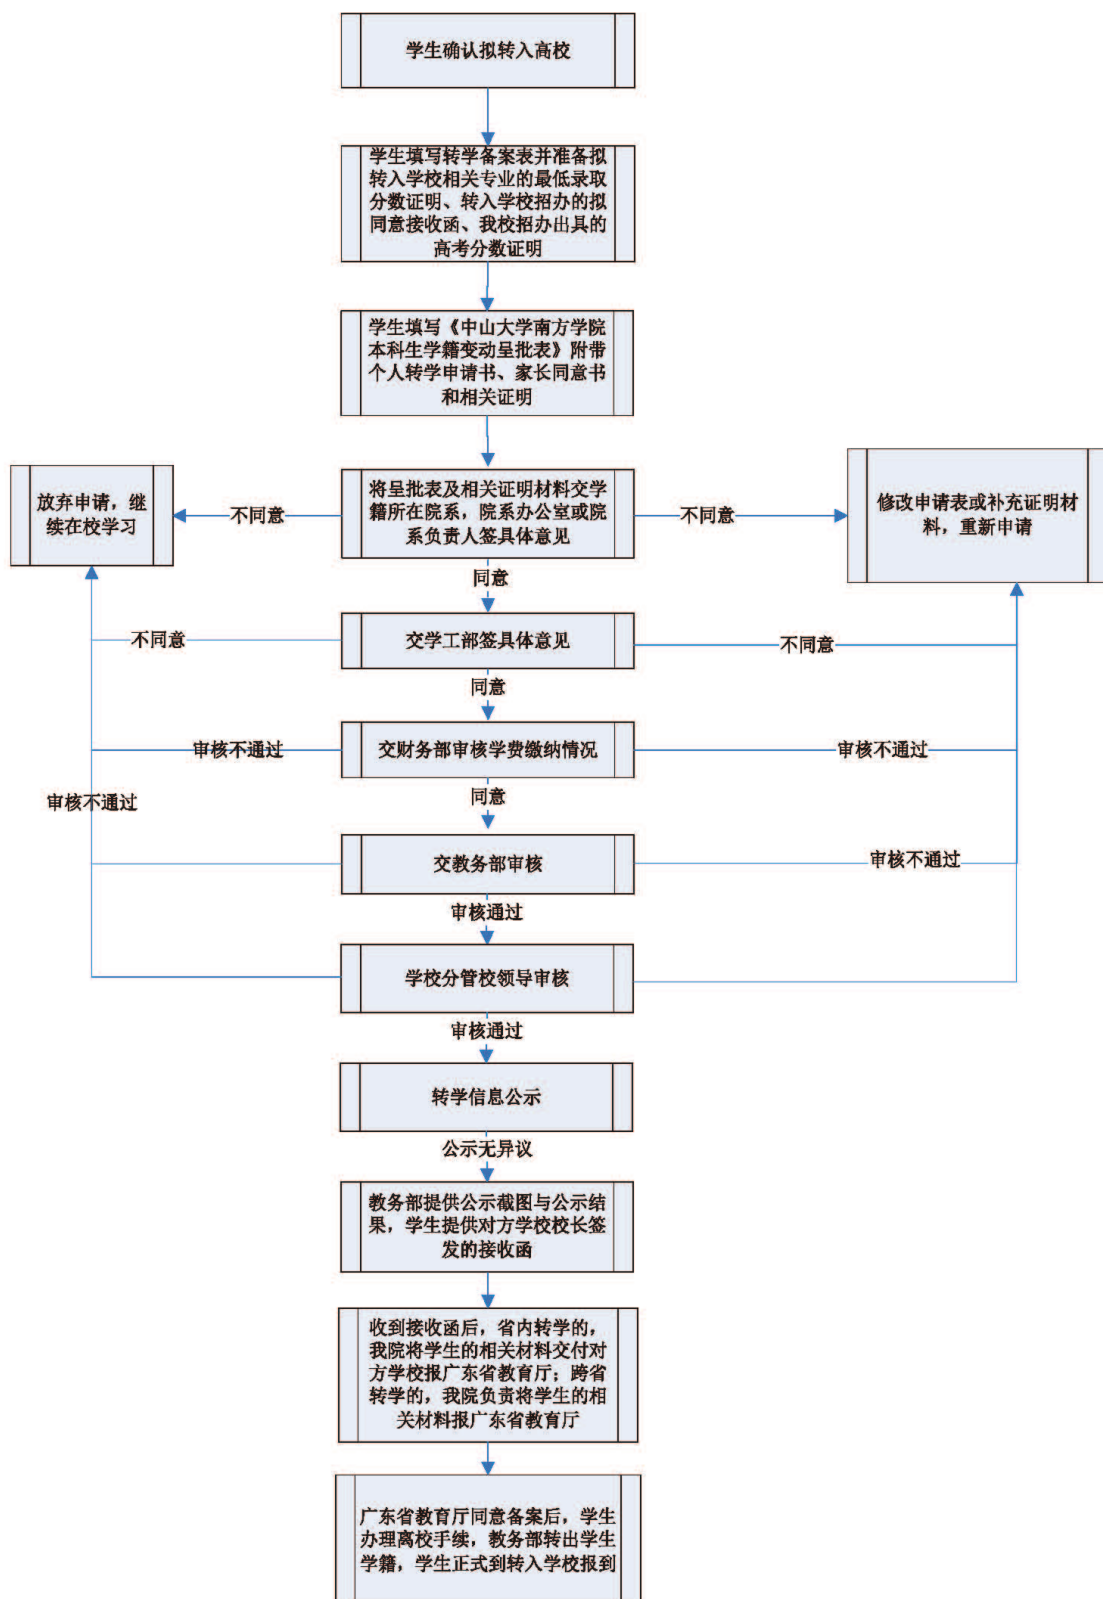 学生确认拟转入高校
学生填写转学备案表并准备拟
转入学校相关专业的最低录取
分数证明、转入学校招办的拟
同意接收函、我校招办出具的
高考分数证明
学生填写《中山大学南方学院
本科生学籍变动呈批表》附带
个人转学申请书、家长同意书
和相关证明
放弃申请，继
续在校学习
不同意
将呈批表及相关证明材料交学
籍所在院系，院系办公室或院
系负责人签具体意见
不同意
修改申请表或补充证明材
料，重新申请
同意
不同意
交学工部签具体意见
不同意
同意
审核不通过
交财务部审核学费缴纳情况
审核不通过
同意
审核不通过
交教务部审核
审核不通过
审核通过
学校分管校领导审核
审核通过
转学信息公示
公示无异议
教务部提供公示截图与公示结
果，学生提供对方学校校长签
发的接收函
收到接收函后，省内转学的，
我院将学生的相关材料交付对
方学校报广东省教育厅；跨省
转学的，我院负责将学生的相
关材料报广东省教育厅
广东省教育厅同意备案后，学生
办理离校手续，教务部转出学生
学籍，学生正式到转入学校报到